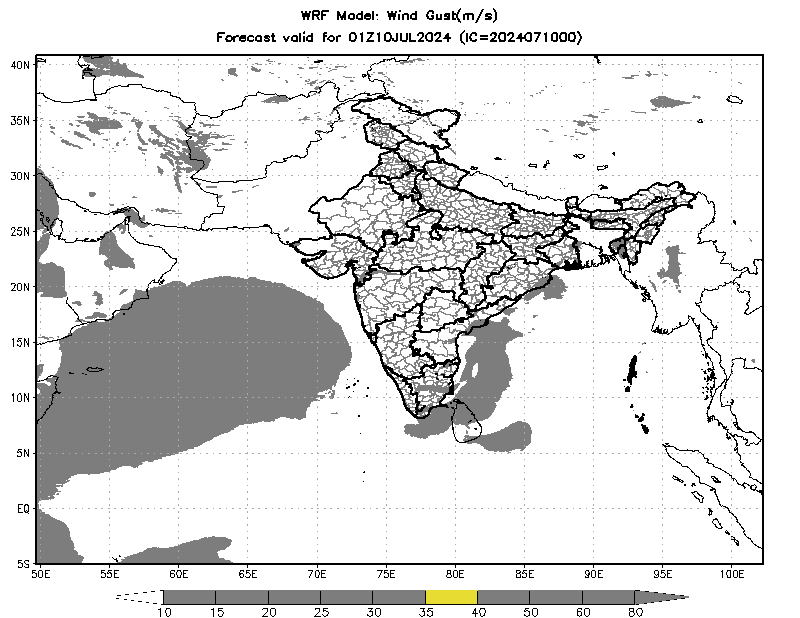 WRF Model: Wind Gust(m/s)
Forecast valid for 01Z10JUL2024 (IC=2024071000)
40N
35N
30N
25N
20N
15N
10N
5N
EQ
5S
50E 55E 60E 65E 70E 75E 80E 85E 90E 95E 100E
10 15 20 25 30 35 40 50 60 80